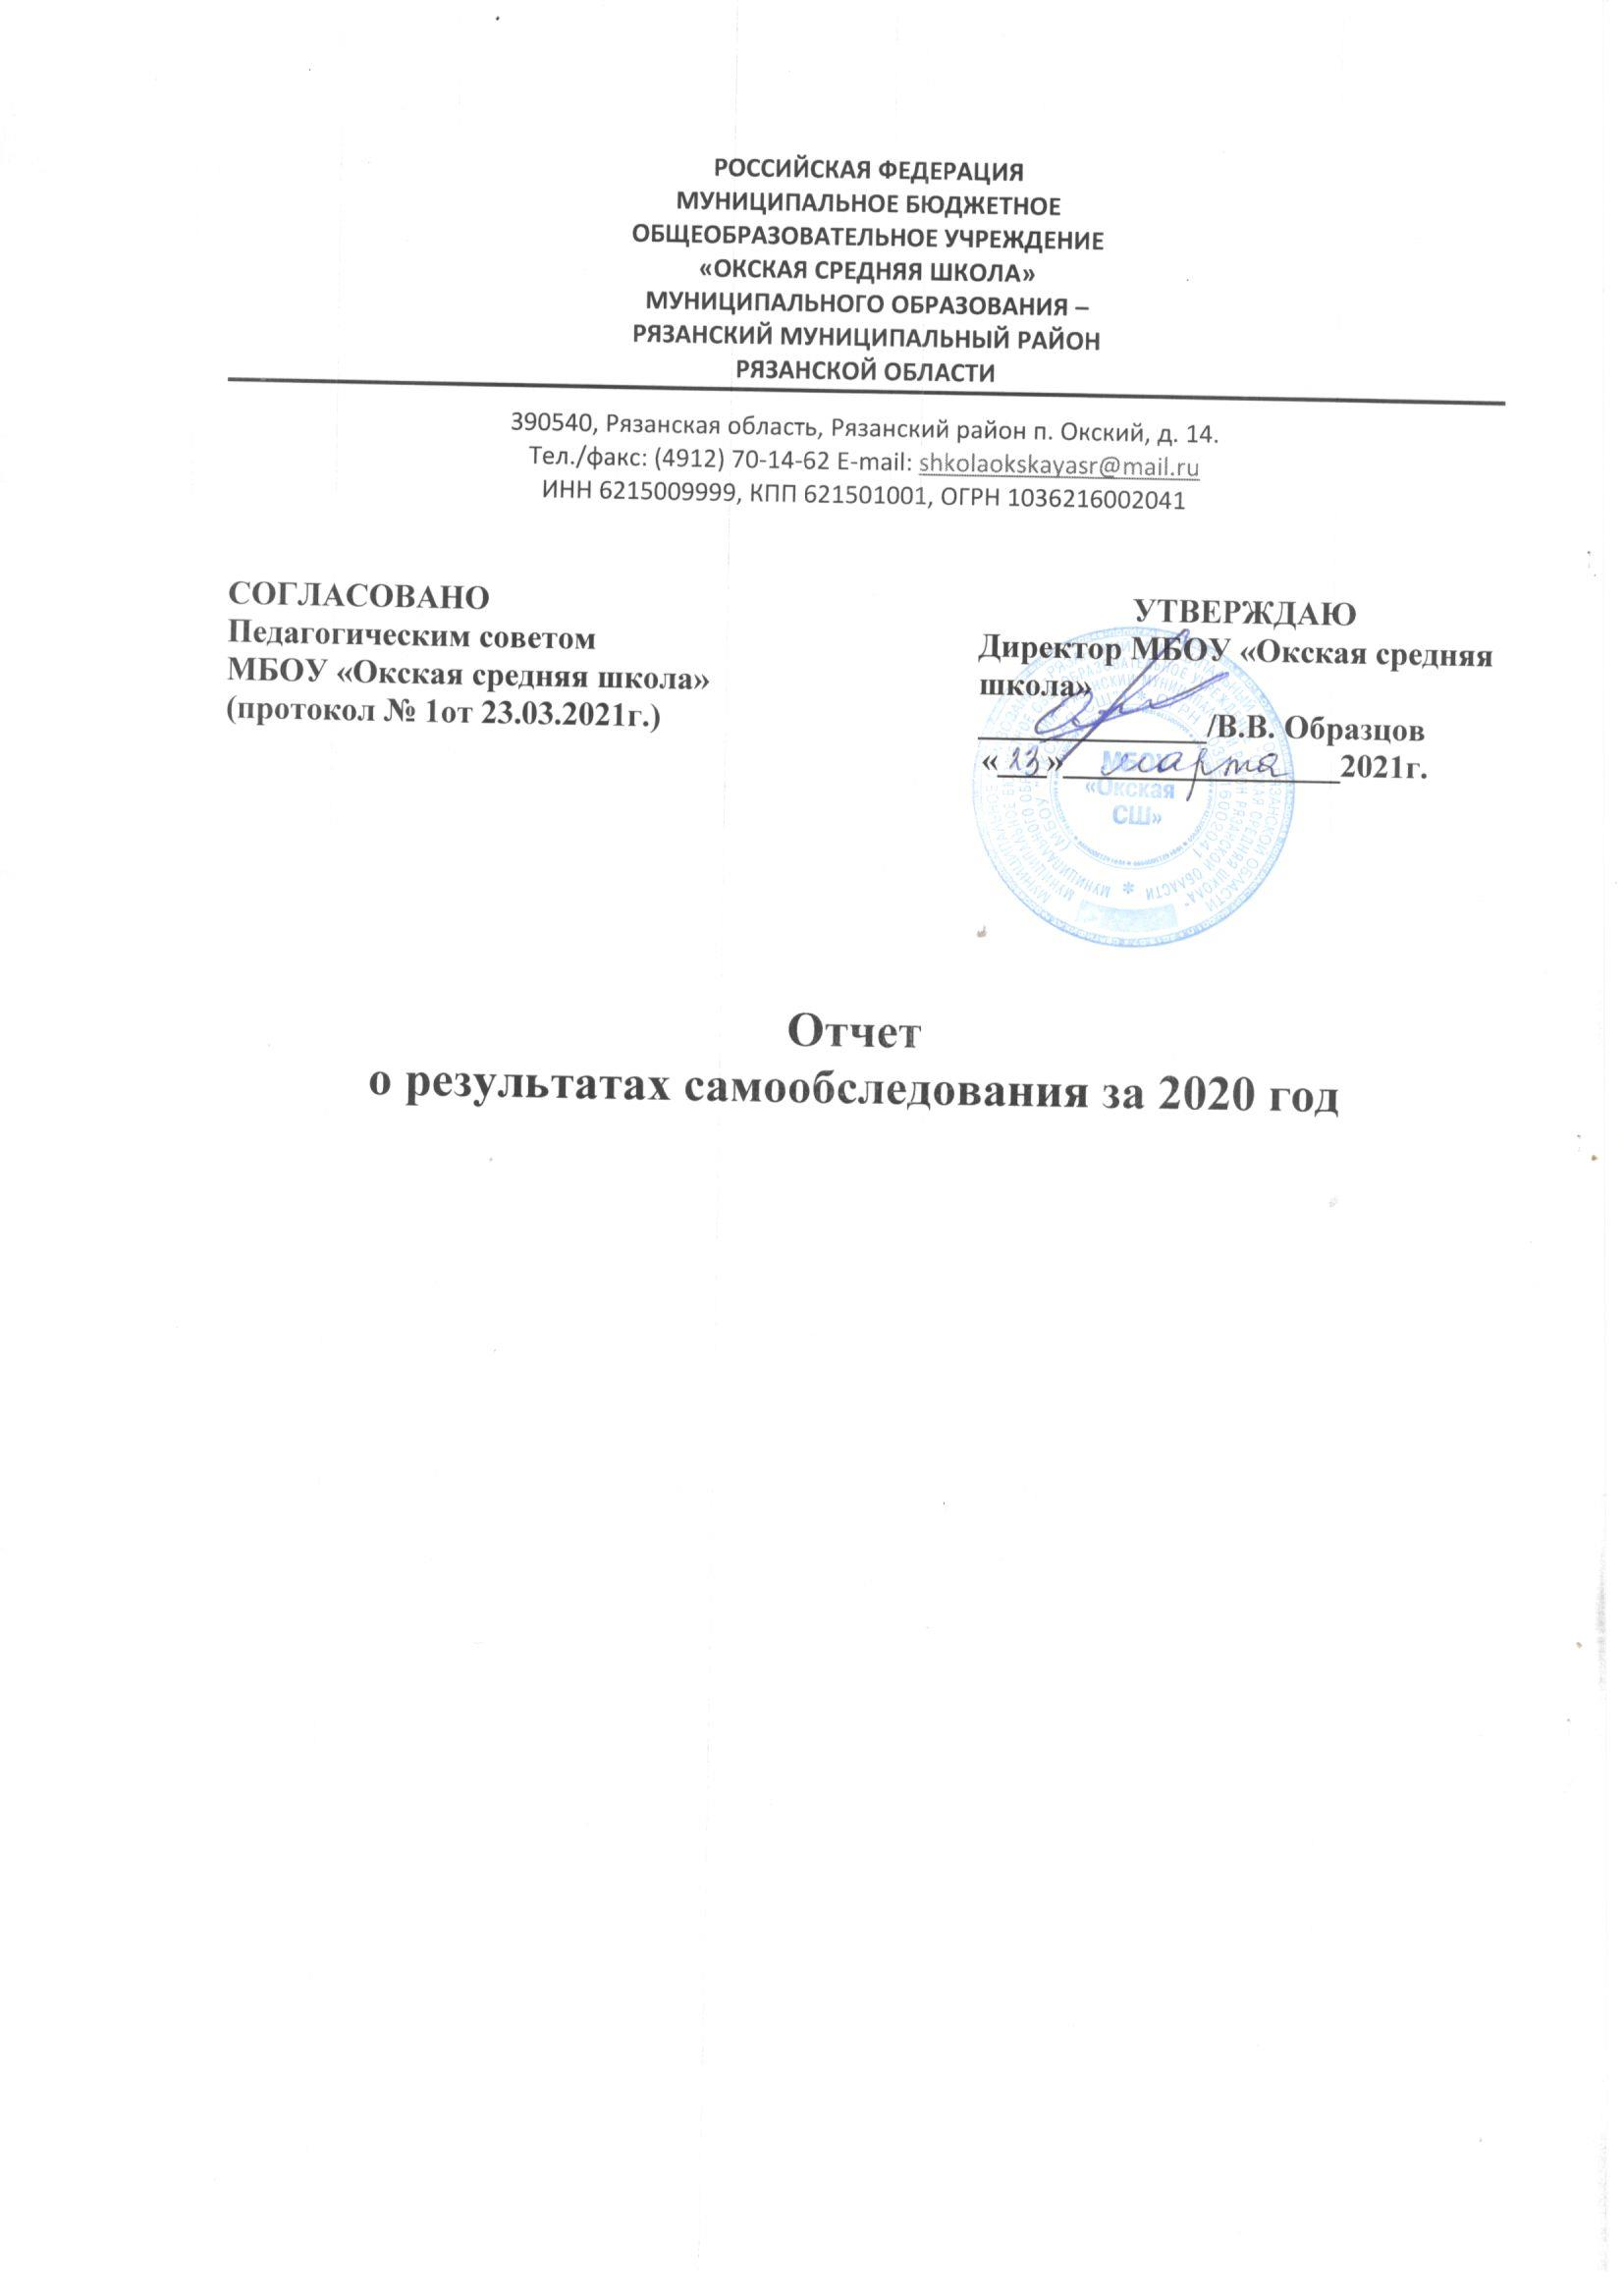 РОССИЙСКАЯ ФЕДЕРАЦИЯ
МУНИЦИПАЛЬНОЕ БЮДЖЕТНОЕ
ОБЩЕОБРАЗОВАТЕЛЬНОЕ УЧРЕЖДЕНИЕ
«ОКСКАЯ СРЕДНЯЯ ШКОЛА»
МУНИЦИПАЛЬНОГО ОБРАЗОВАНИЯ –
РЯЗАНСКИЙ МУНИЦИПАЛЬНЫЙ РАЙОН
РЯЗАНСКОЙ ОБЛАСТИ
390540, Рязанская область, Рязанский район п. Окский, д. 14.
Тел./факс: (4912) 70-14-62 E-mail: shkolaokskayasr@mail.ru
ИНН 6215009999, КПП 621501001, ОГРН 1036216002041
СОГЛАСОВАНО
Педагогическим советом
МБОУ «Окская средняя школа»
(протокол № 1от 23.03.2021г.)
УТВЕРЖДАЮ
Директор МБОУ «Окская средняя
школа»
/В.В. Образцов
«23» марта 2021г.
МБОУ
«Окская
СШ»
Отчет
о результатах самообследования за 2020 год